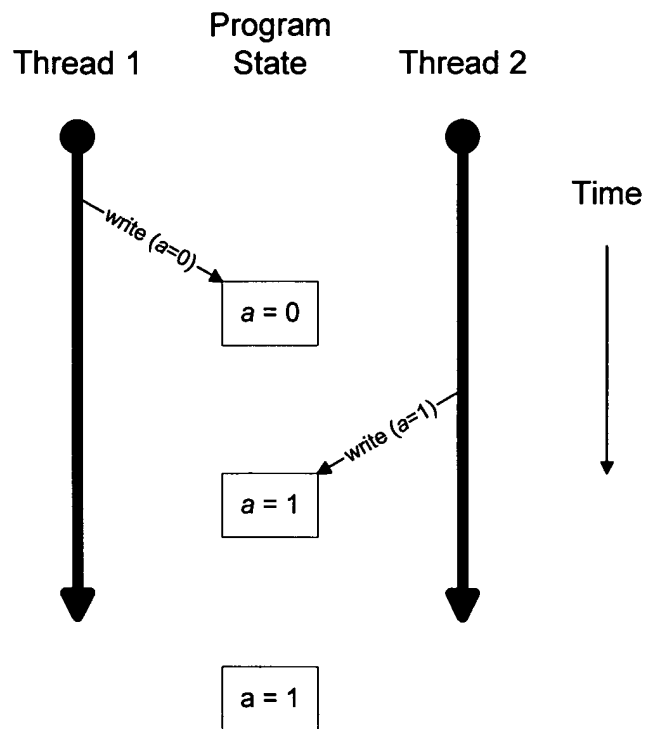 Program
State
Thread 1
Thread 2
Time
write (a=0)
a = 0
write (a=1)
a = 1
a = 1